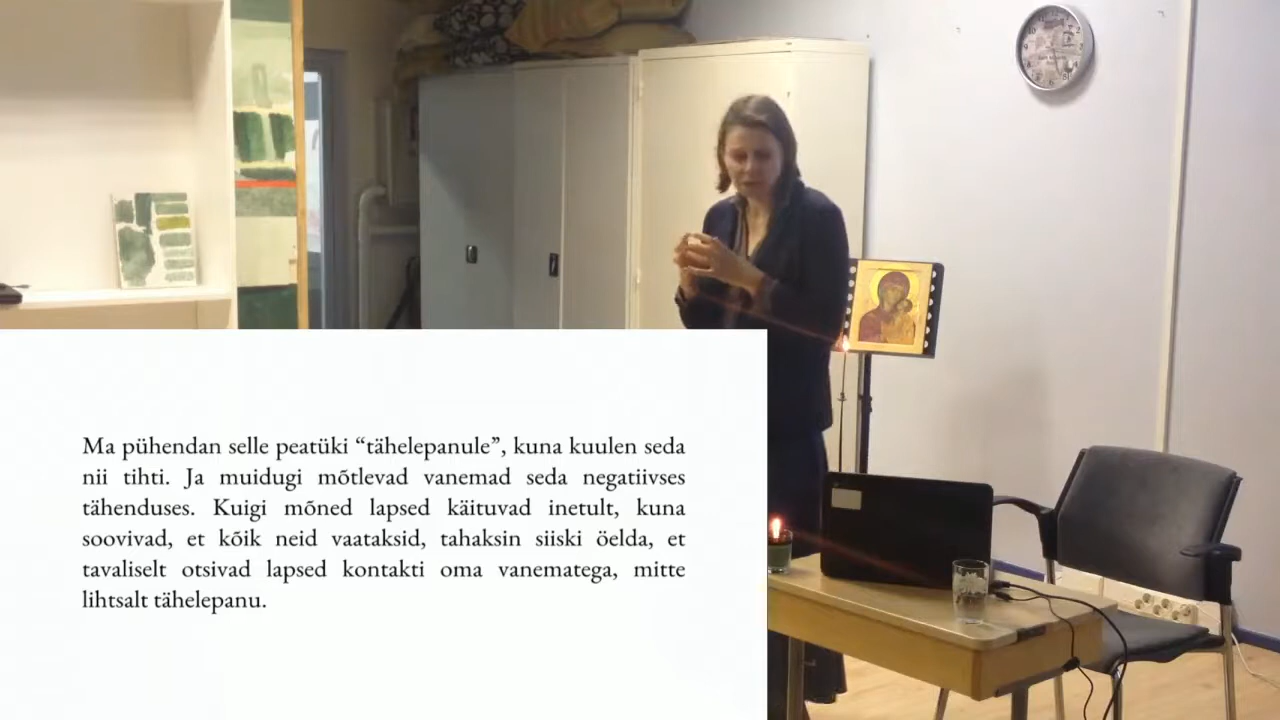 Ma pühendan selle peatüki “tähelepanule”, kuna kuulen seda
nii tihti. Ja muidugi mõtlevad vanemad seda negatiivses
tähenduses. Kuigi mõned lapsed käituvad inetult, kuna
soovivad, et kõik neid vaataksid, tahaksin siiski öelda, et
tavaliselt otsivad lapsed kontakti oma vanematega, mitte
lihtsalt tähelepanu.